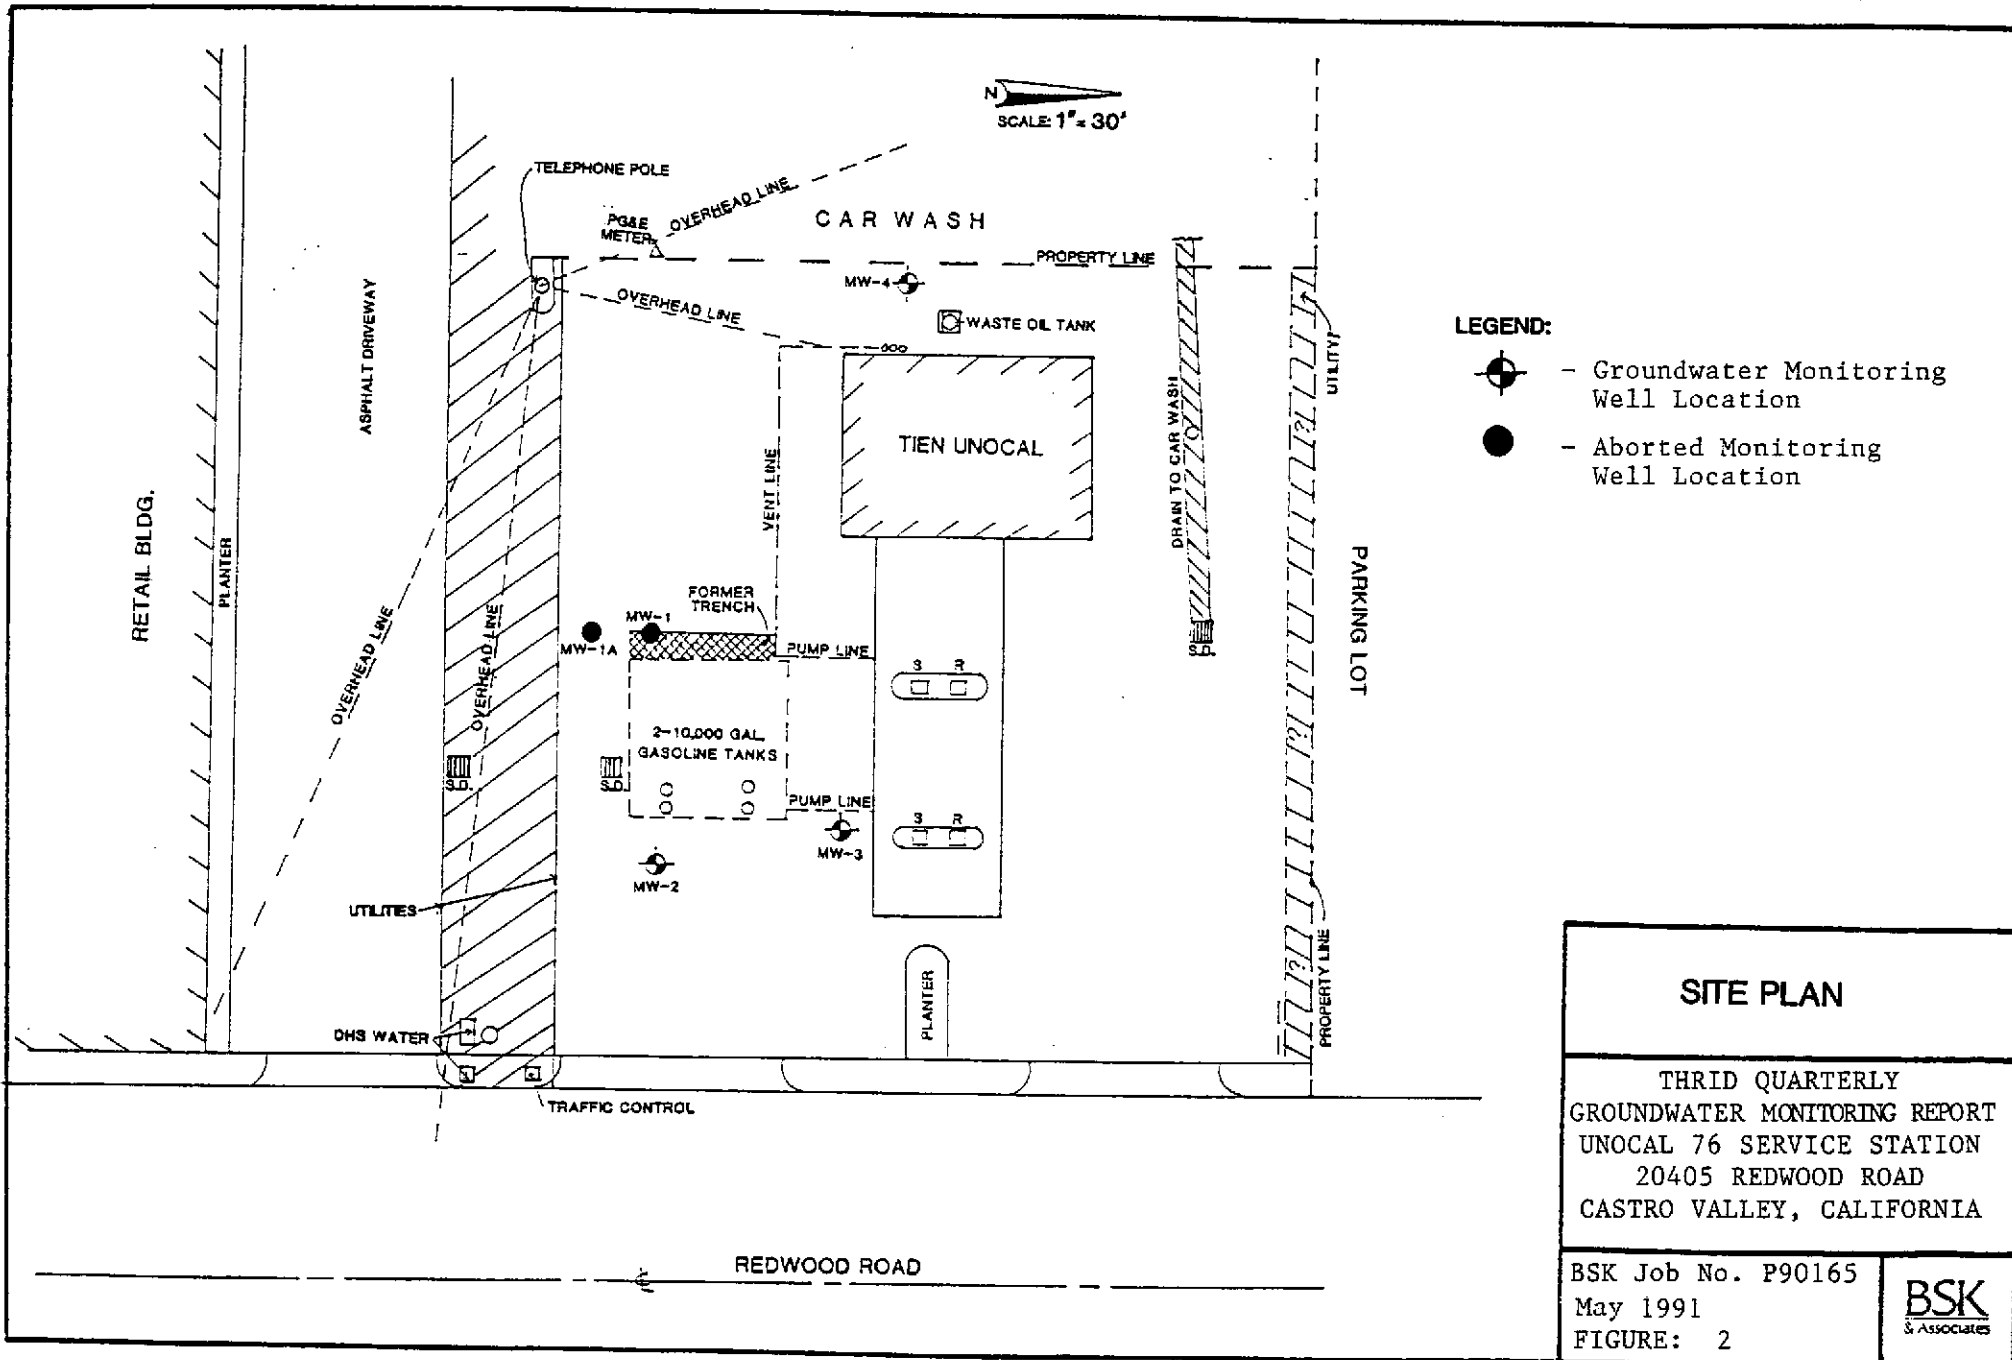 N
SCALE: 1"= 30'
TELEPHONE POLE
PG&E
METER
OVERHEAD LINE
CAR WASH
PROPERTY LINE
MW-4
OVERHEAD LINE
WASTE OIL TANK
ASPHALT DRIVEWAY
UTILITY?
LEGEND:
- Groundwater Monitoring
Well Location
- Aborted Monitoring
Well Location
TIEN UNOCAL
VENT LINE
DRAIN TO CAR WASH
RETAIL BLDG.
PLANTER
PARKING LOT
FORMER
TRENCH
MW-1
MW-1A
PUMP LINE
S.D.
OVERHEAD LINE
OVERHEAD LINE
S R
2-10,000 GAL.
GASOLINE TANKS
S.D.
S.D.
PUMP LINE
S R
MW-3
MW-2
UTILITIES
PLANTER
PROPERTY LINE
DHS WATER
TRAFFIC CONTROL
REDWOOD ROAD
SITE PLAN
THRID QUARTERLY
GROUNDWATER MONITORING REPORT
UNOCAL 76 SERVICE STATION
20405 REDWOOD ROAD
CASTRO VALLEY, CALIFORNIA
BSK Job No. P90165
May 1991
FIGURE: 2
BSK
& Associates